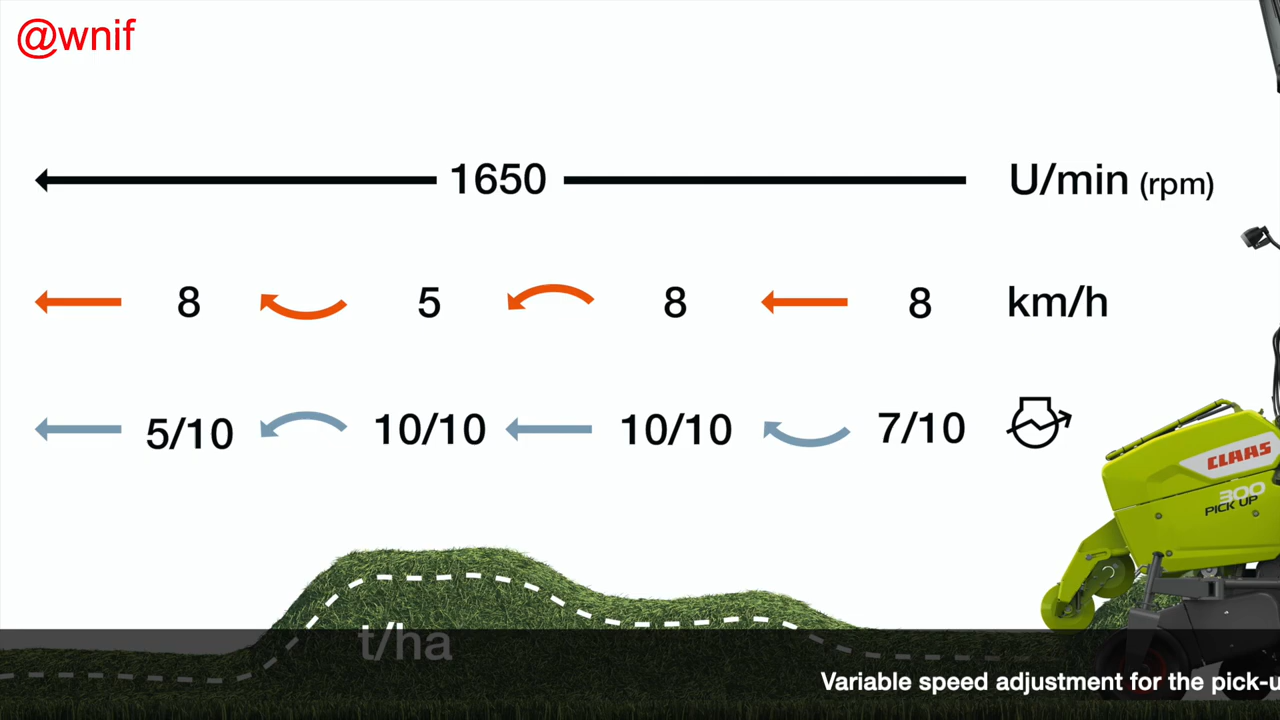 @wnif
1650 U/min (rpm)
8 5 8 8 km/h
5/10 10/10 10/10 7/10
CLAAS
300
PICK UP
t/ha
Variable speed adjustment for the pick-u